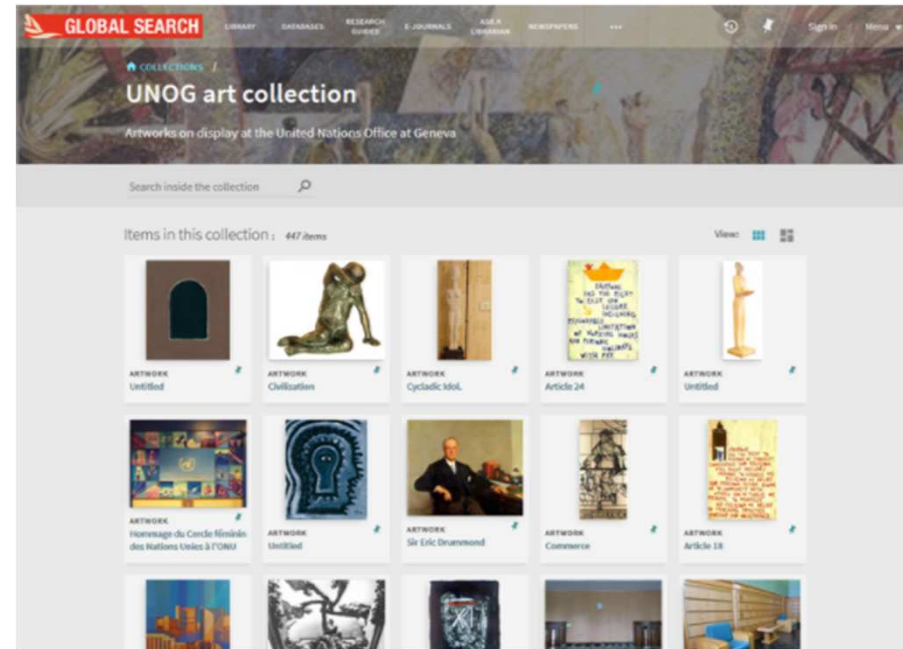 GLOBAL SEARCH
LIBRARY
DATABASES
RESEARCH
GUIDES
E-JOURNALS
ASK A
LIBRARIAN
NEWSPAPERS
...
Sign in
Menu
COLLECTIONS /
UNOG art collection
Artworks on display at the United Nations Office at Geneva
Search inside the collection
Items in this collection : 447 items
View:
ARTWORK
Untitled
ARTWORK
Civilisation
ARTWORK
Cycladic Idol.
ARTWORK
Article 24
ARTWORK
Untitled
ARTWORK
Hommage du Cercle féminin
des Nations Unies à l'ONU
ARTWORK
Untitled
ARTWORK
Sir Eric Drummond
ARTWORK
Commerce
ARTWORK
Article 18